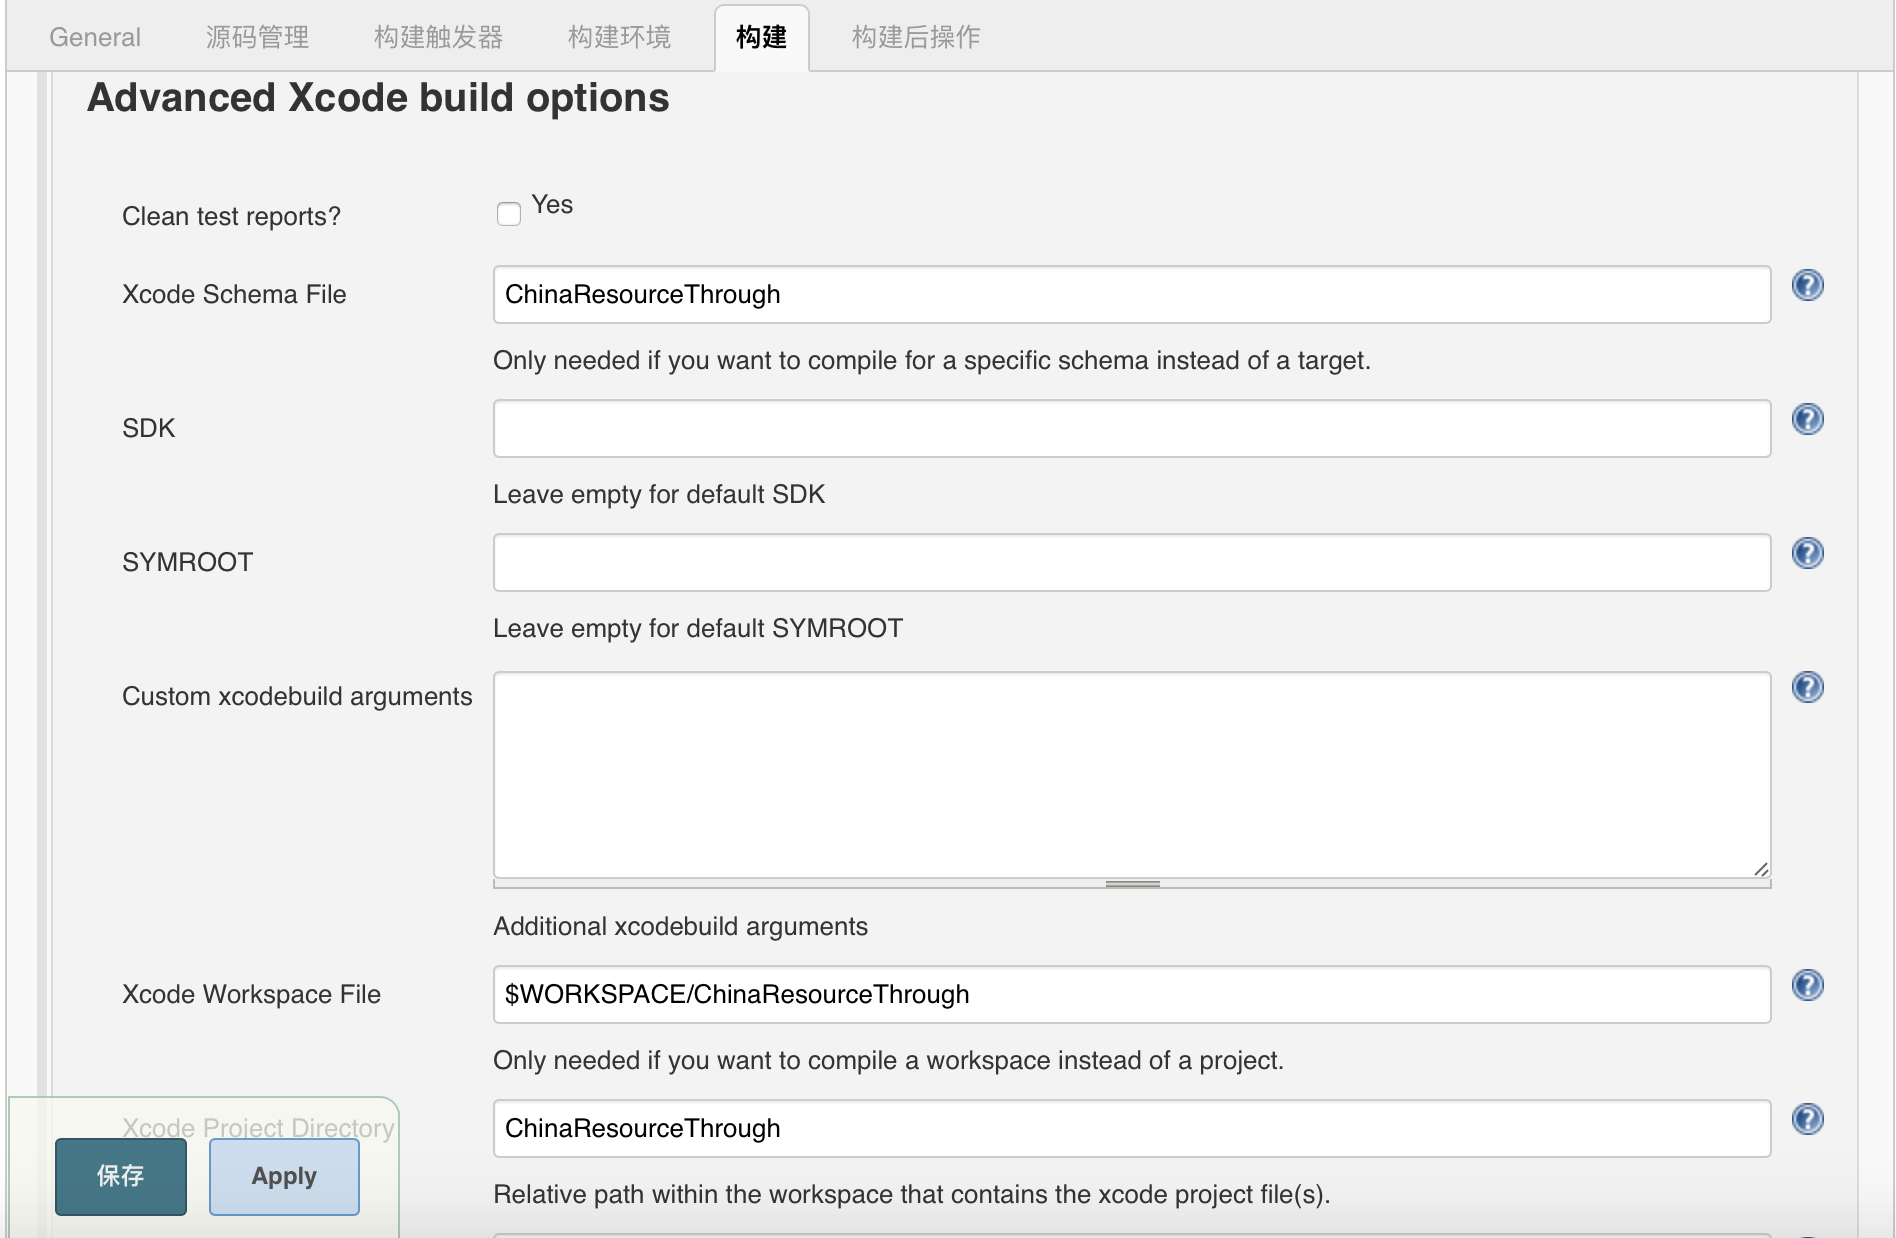 General 源码管理 构建触发器 构建环境 构建 构建后操作
Advanced Xcode build options
Clean test reports? Yes
Xcode Schema File ChinaResourceThrough
Only needed if you want to compile for a specific schema instead of a target.
SDK
Leave empty for default SDK
SYMROOT
Leave empty for default SYMROOT
Custom xcodebuild arguments
Additional xcodebuild arguments
Xcode Workspace File $WORKSPACE/ChinaResourceThrough
Only needed if you want to compile a workspace instead of a project.
Xcode Project Directory ChinaResourceThrough
保存 Apply
Relative path within the workspace that contains the xcode project file(s).